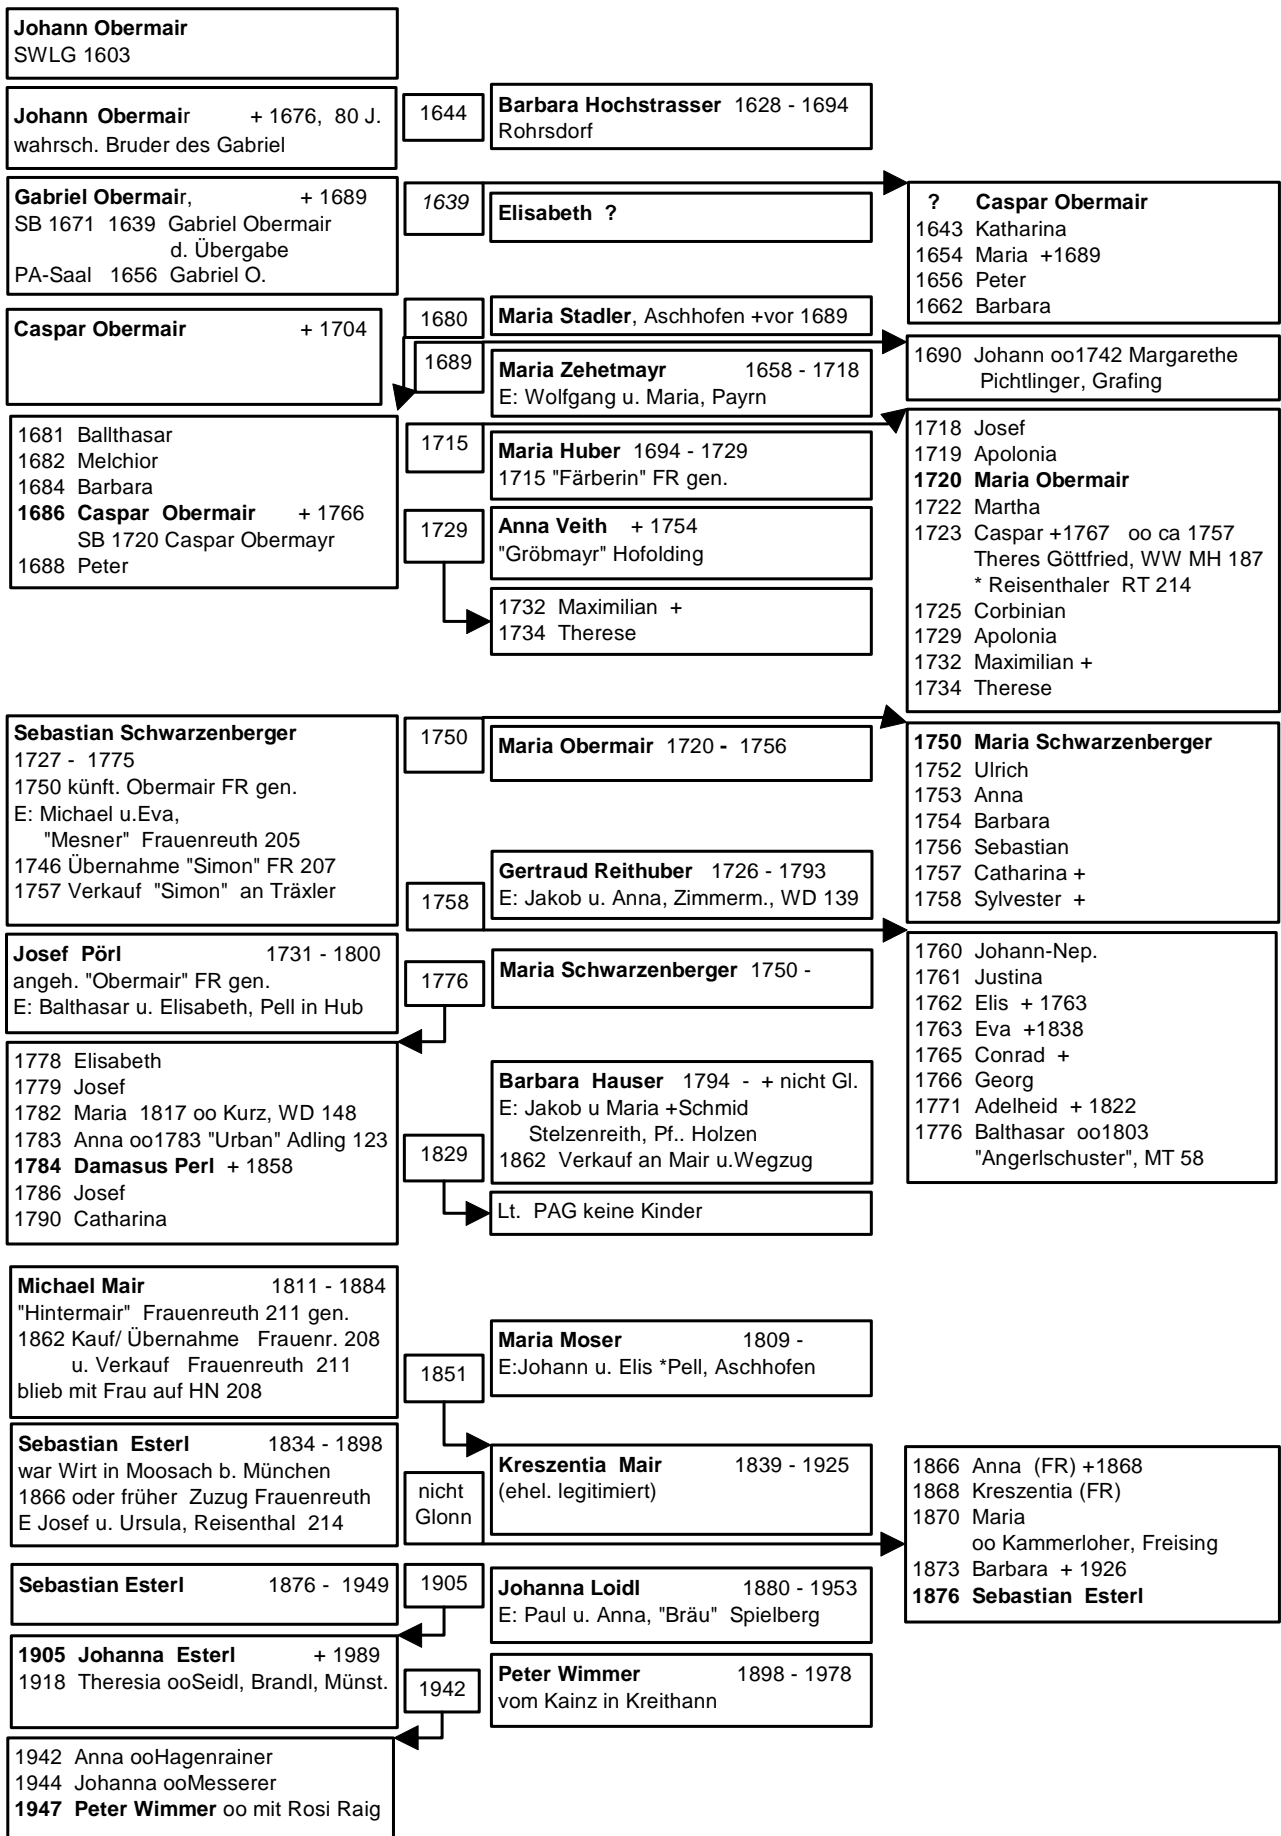 Johann Obermair
SWLG 1603
Johann Obermair + 1676, 80 J.
wahrsch. Bruder des Gabriel
1644
Barbara Hochstrasser 1628 - 1694
Rohrsdorf
Gabriel Obermair, + 1689
SB 1671 1639 Gabriel Obermair
d. Übergabe
PA-Saal 1656 Gabriel O.
1639
Elisabeth ?
? Caspar Obermair
1643 Katharina
1654 Maria +1689
1656 Peter
1662 Barbara
Caspar Obermair + 1704
1680
Maria Stadler, Aschhofen +vor 1689
1689
Maria Zehetmayr 1658 - 1718
E: Wolfgang u. Maria, Payrn
1690 Johann oo1742 Margarethe
Pichtlinger, Grafing
1681 Ballthasar
1682 Melchior
1684 Barbara
1686 Caspar Obermair + 1766
SB 1720 Caspar Obermayr
1688 Peter
1715
Maria Huber 1694 - 1729
1715 "Färberin" FR gen.
1729
Anna Veith + 1754
"Gröbmayr" Hofolding
1732 Maximilian +
1734 Therese
1718 Josef
1719 Apolonia
1720 Maria Obermair
1722 Martha
1723 Caspar +1767 oo ca 1757
Theres Göttfried, WW MH 187
* Reisenthaler RT 214
1725 Corbinian
1729 Apolonia
1732 Maximilian +
1734 Therese
Sebastian Schwarzenberger
1727 - 1775
1750 künft. Obermair FR gen.
E: Michael u.Eva,
"Mesner" Frauenreuth 205
1746 Übernahme "Simon" FR 207
1757 Verkauf "Simon" an Träxler
1750
Maria Obermair 1720 - 1756
1758
Gertraud Reithuber 1726 - 1793
E: Jakob u. Anna, Zimmerm., WD 139
1750 Maria Schwarzenberger
1752 Ulrich
1753 Anna
1754 Barbara
1756 Sebastian
1757 Catharina +
1758 Sylvester +
Josef Pörl 1731 - 1800
angeh. "Obermair" FR gen.
E: Balthasar u. Elisabeth, Pell in Hub
1776
Maria Schwarzenberger 1750 -
1760 Johann-Nep.
1761 Justina
1762 Elis + 1763
1763 Eva +1838
1765 Conrad +
1766 Georg
1771 Adelheid + 1822
1776 Balthasar oo1803
"Angerlschuster", MT 58
1778 Elisabeth
1779 Josef
1782 Maria 1817 oo Kurz, WD 148
1783 Anna oo1783 "Urban" Adling 123
1784 Damasus Perl + 1858
1786 Josef
1790 Catharina
1829
Barbara Hauser 1794 - + nicht Gl.
E: Jakob u Maria +Schmid
Stelzenreith, Pf.. Holzen
1862 Verkauf an Mair u.Wegzug
Lt. PAG keine Kinder
Michael Mair 1811 - 1884
"Hintermair" Frauenreuth 211 gen.
1862 Kauf/ Übernahme Frauenr. 208
u. Verkauf Frauenreuth 211
blieb mit Frau auf HN 208
1851
Maria Moser 1809 -
E:Johann u. Elis *Pell, Aschhofen
Sebastian Esterl 1834 - 1898
war Wirt in Moosach b. München
1866 oder früher Zuzug Frauenreuth
E Josef u. Ursula, Reisenthal 214
nicht
Glonn
Kreszentia Mair 1839 - 1925
(ehel. legitimiert)
1866 Anna (FR) +1868
1868 Kreszentia (FR)
1870 Maria
oo Kammerloher, Freising
1873 Barbara + 1926
1876 Sebastian Esterl
Sebastian Esterl 1876 - 1949
1905
Johanna Loidl 1880 - 1953
E: Paul u. Anna, "Bräu" Spielberg
1905 Johanna Esterl + 1989
1918 Theresia ooSeidl, Brandl, Münst.
1942
Peter Wimmer 1898 - 1978
vom Kainz in Kreithann
1942 Anna ooHagenrainer
1944 Johanna ooMesserer
1947 Peter Wimmer oo mit Rosi Raig